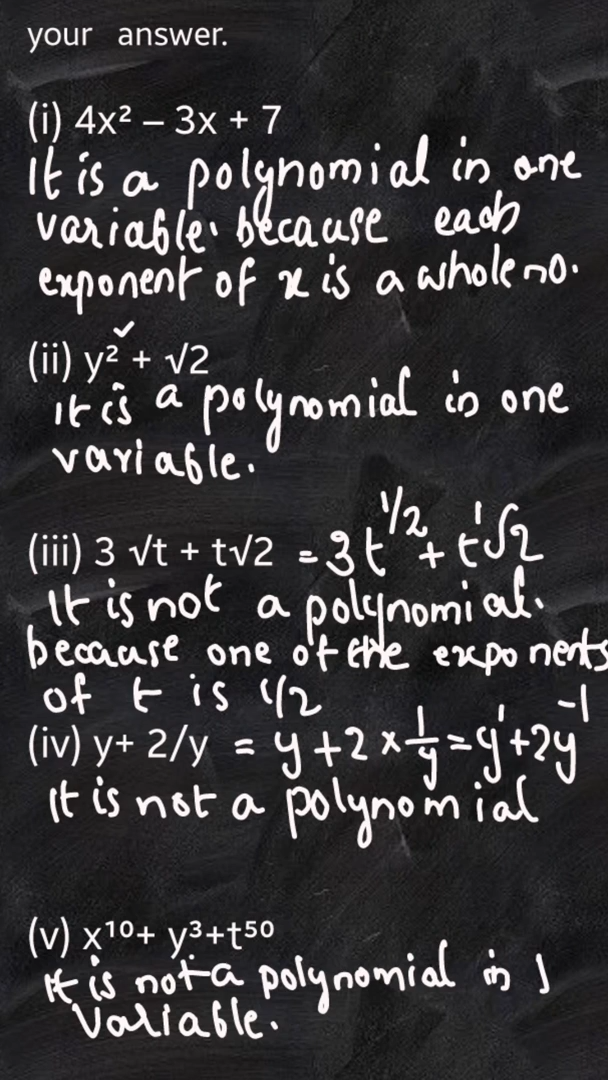 your answer.
(i) 4x² – 3x + 7
It is a polynomial in one
variable. because each
exponent of x is a whole no.
(ii) y² + √2
it is a polynomial in one
variable.
(iii) 3 √t + t√2 = 3t^1/2 + t^1√2
It is not a polynomial.
because one of the exponents
of t is 1/2
(iv) y+ 2/y = y + 2 × 1/y = y^1 + 2y^-1
It is not a polynomial
(v) x¹⁰+ y³+t⁵⁰
It is not a polynomial in 1
Variable.